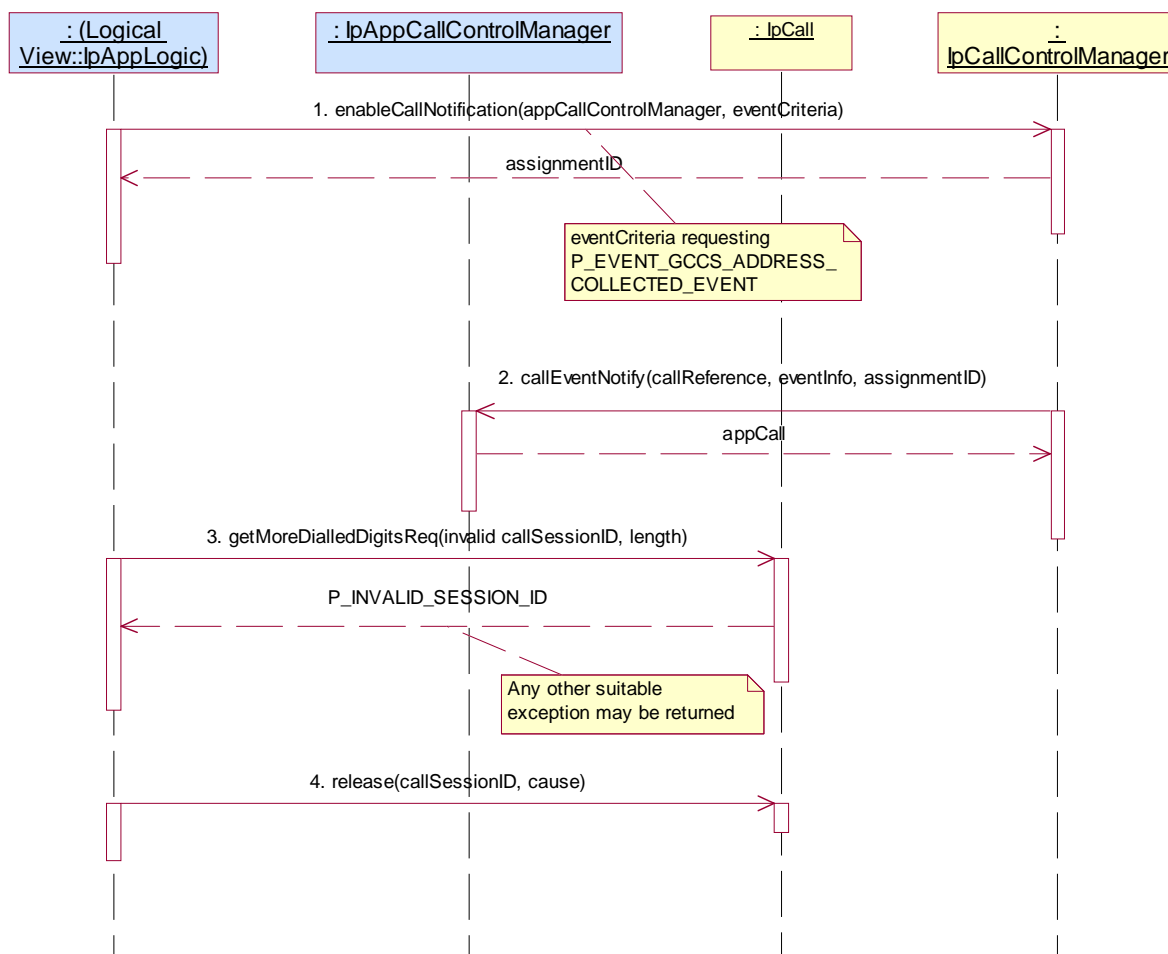 : (Logical
View::IpAppLogic)
: IpAppCallControlManager
: IpCall
:
IpCallControlManager
1. enableCallNotification(appCallControlManager, eventCriteria)
assignmentID
eventCriteria requesting
P_EVENT_GCCS_ADDRESS_
COLLECTED_EVENT
2. callEventNotify(callReference, eventInfo, assignmentID)
appCall
3. getMoreDialledDigitsReq(invalid callSessionID, length)
P_INVALID_SESSION_ID
Any other suitable
exception may be returned
4. release(callSessionID, cause)